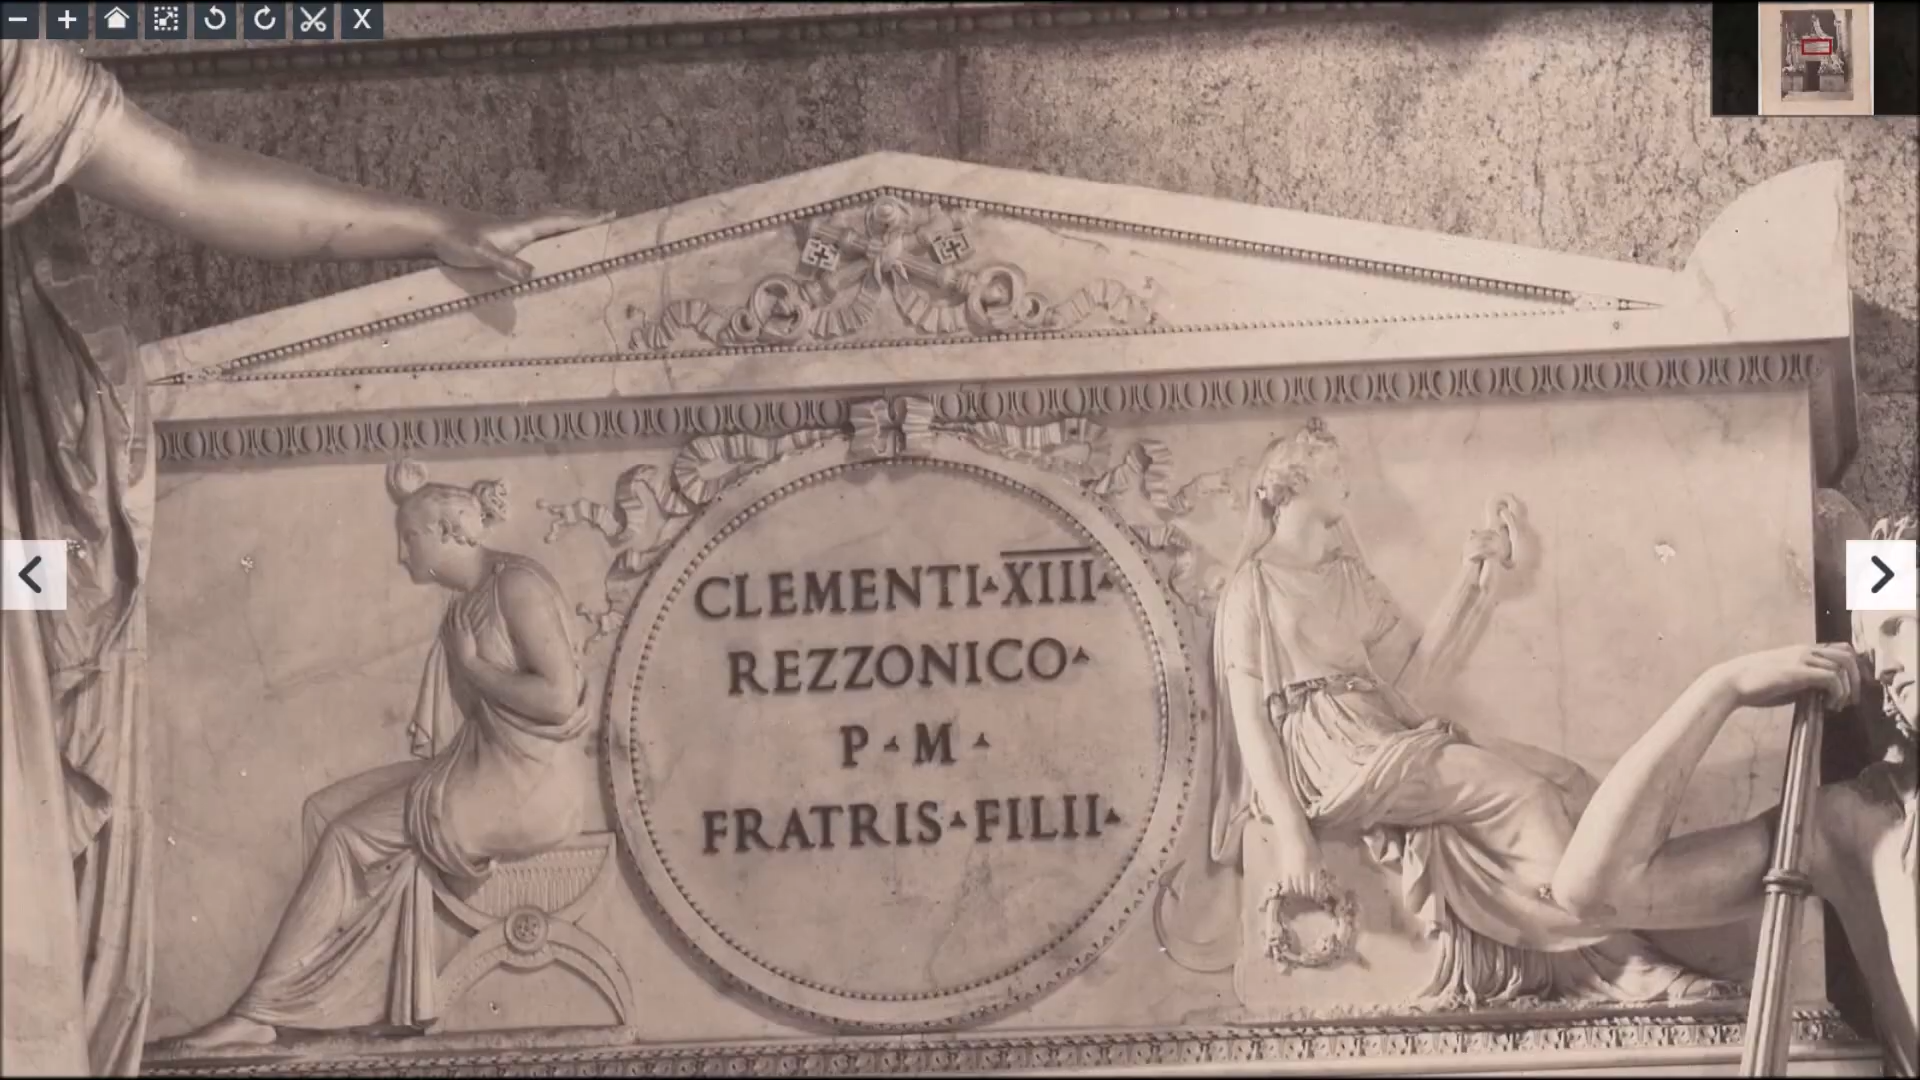 CLEMENTI▲XIII▲
REZZONICO▲
P▲M▲
FRATRIS▲FILII▲